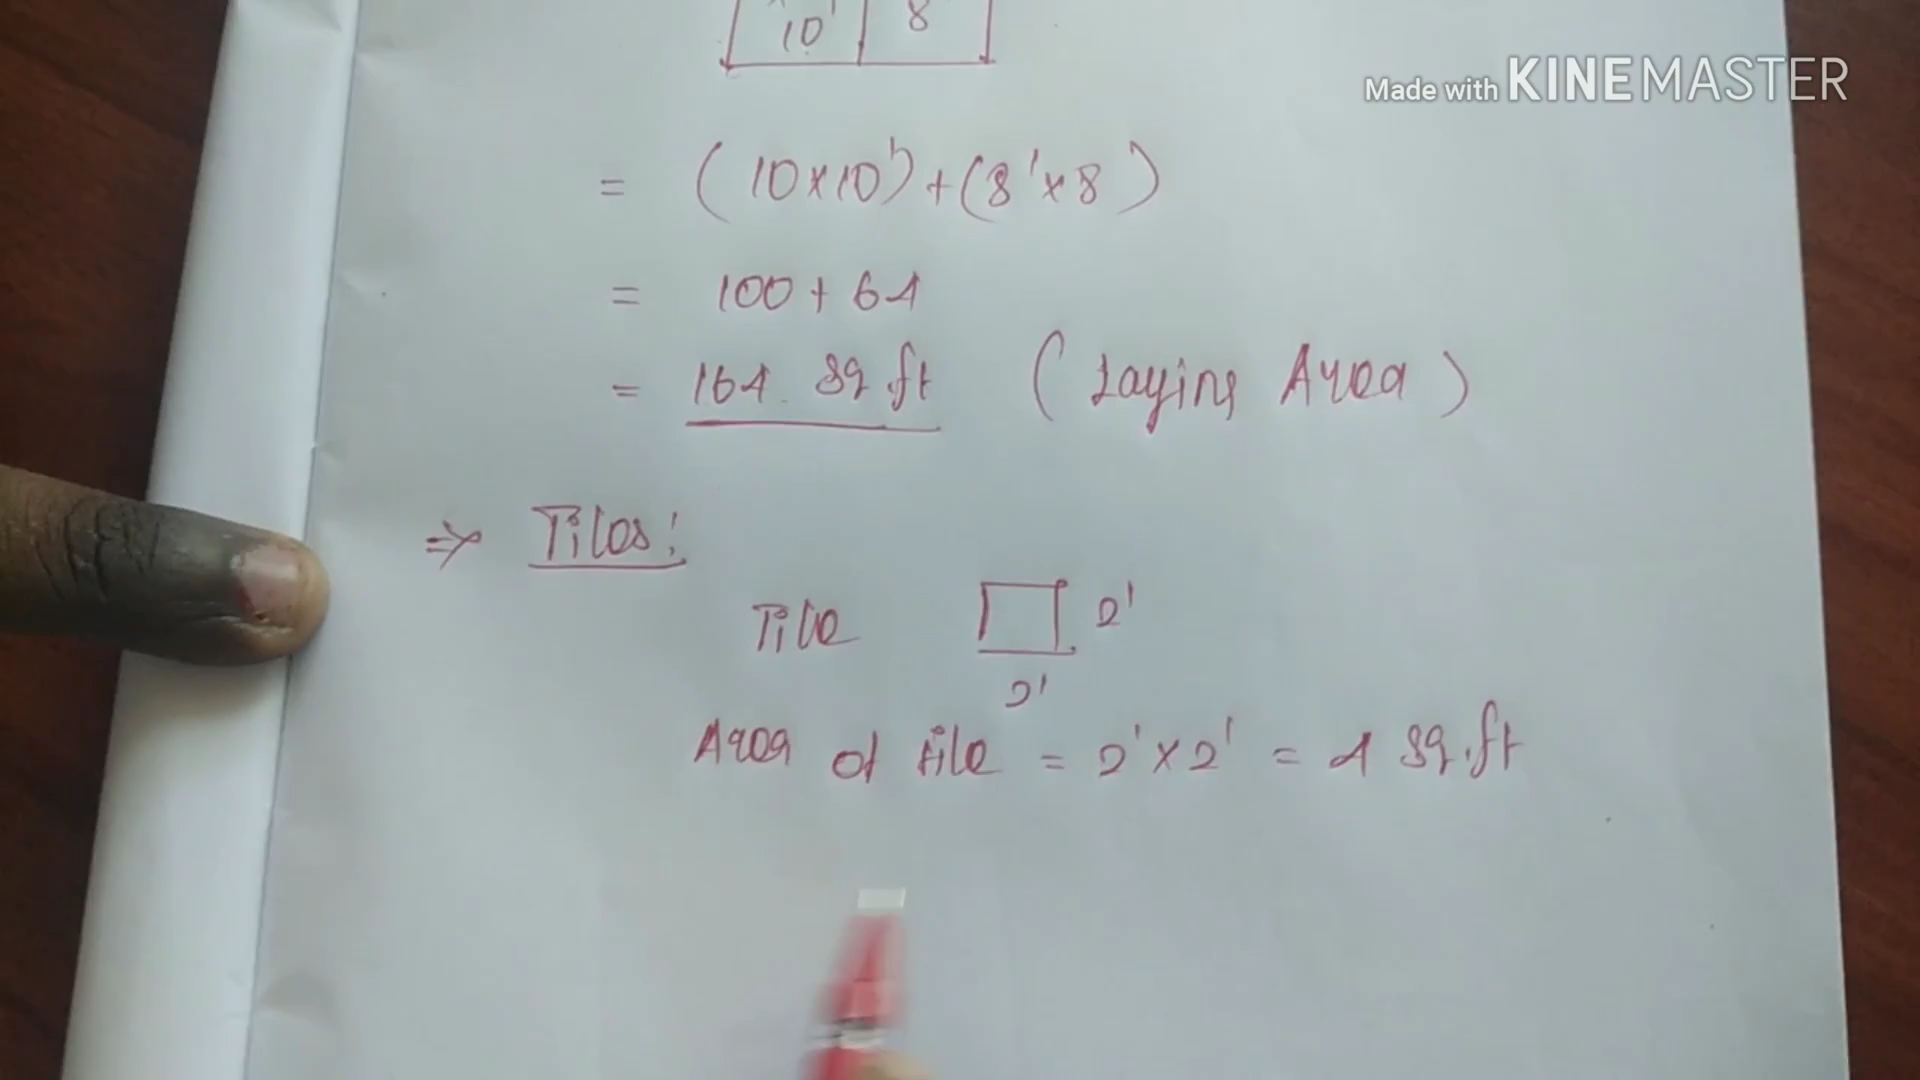 10' 8
Made with KINEMASTER
= (10x10') + (8'x8)
= 100 + 64
= 164 sq.ft (Laying Area)
⇒ Tiles:
Tile 2'
2'
Area of tile = 2' x 2' = 4 sq.ft